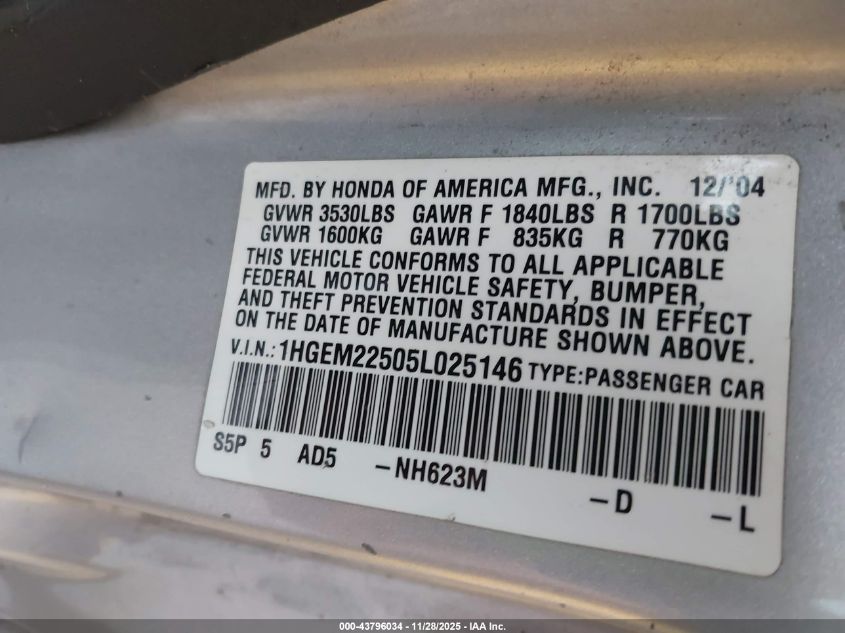 MFD. BY HONDA OF AMERICA MFG., INC. 12/'04
GVWR 3530LBS GAWR F 1840LBS R 1700LBS
GVWR 1600KG GAWR F 835KG R 770KG
THIS VEHICLE CONFORMS TO ALL APPLICABLE
FEDERAL MOTOR VEHICLE SAFETY, BUMPER,
AND THEFT PREVENTION STANDARDS IN EFFECT
ON THE DATE OF MANUFACTURE SHOWN ABOVE.
V.I.N.: 1HGEM22505L025146 TYPE:PASSENGER CAR
S5P 5 AD5 -NH623M -D -L
000-43796034 - 11/28/2025 - IAA Inc.